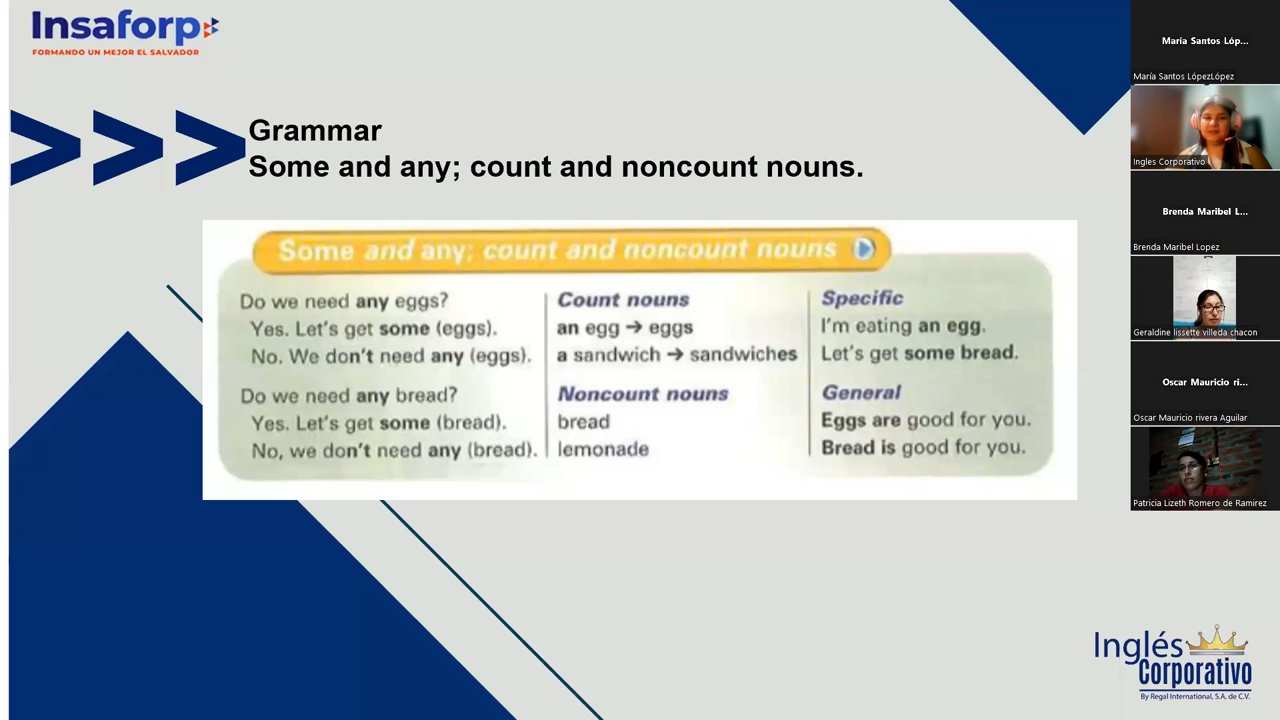 Insaforp
FORMANDO UN MEJOR EL SALVADOR
Grammar
Some and any; count and noncount nouns.
Some and any; count and noncount nouns
Do we need any eggs?
Yes. Let's get some (eggs).
No. We don't need any (eggs).
Do we need any bread?
Yes. Let's get some (bread).
No, we don't need any (bread).
Count nouns
an egg → eggs
a sandwich → sandwiches
Noncount nouns
bread
lemonade
Specific
I'm eating an egg.
Let's get some bread.
General
Eggs are good for you.
Bread is good for you.
María Santos Lóp...
María Santos LópezLópez
Ingles Corporativo
Brenda Maribel L...
Brenda Maribel Lopez
Geraldine lissette villeda chacon
Oscar Mauricio ri...
Oscar Mauricio rivera Aguilar
Patricia Lizeth Romero de Ramirez
Inglés
Corporativo
By Regal International, S.A. de C.V.